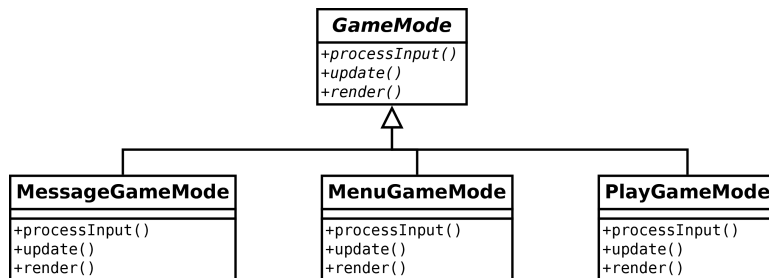 GameMode
+processInput()
+update()
+render()
MessageGameMode
+processInput()
+update()
+render()
MenuGameMode
+processInput()
+update()
+render()
PlayGameMode
+processInput()
+update()
+render()